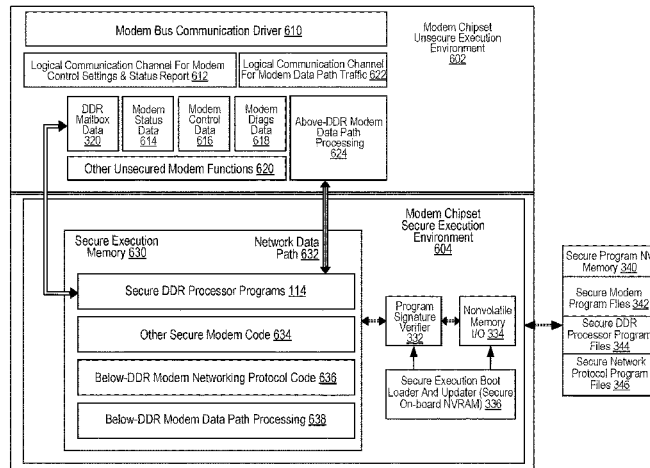 Modem Bus Communication Driver 610
Modem Chipset
Unsecure Execution
Environment
602
Logical Communication Channel For Modem
Control Settings & Status Report 612
Logical Communication Channel
For Modem Data Path Traffic 622
DDR
Mailbox
Data
320
Modem
Status
Data
614
Modem
Control
Data
616
Modem
Diags
Data
618
Above-DDR Modem
Data Path
Processing
624
Other Unsecured Modem Functions 620
Modem Chipset
Secure Execution
Environment
604
Secure Execution
Memory 630
Network Data
Path 632
Secure DDR Processor Programs 114
Other Secure Modem Code 634
Below-DDR Modem Networking Protocol Code 636
Below-DDR Modem Data Path Processing 638
Program
Signature
Verifier
332
Nonvolatile
Memory
I/O 334
Secure Execution Boot
Loader And Updater (Secure
On-board NVRAM) 336
Secure Program NV
Memory 340
Secure Modem
Program Files 342
Secure DDR
Processor Program
Files 344
Secure Network
Protocol Program
Files 346